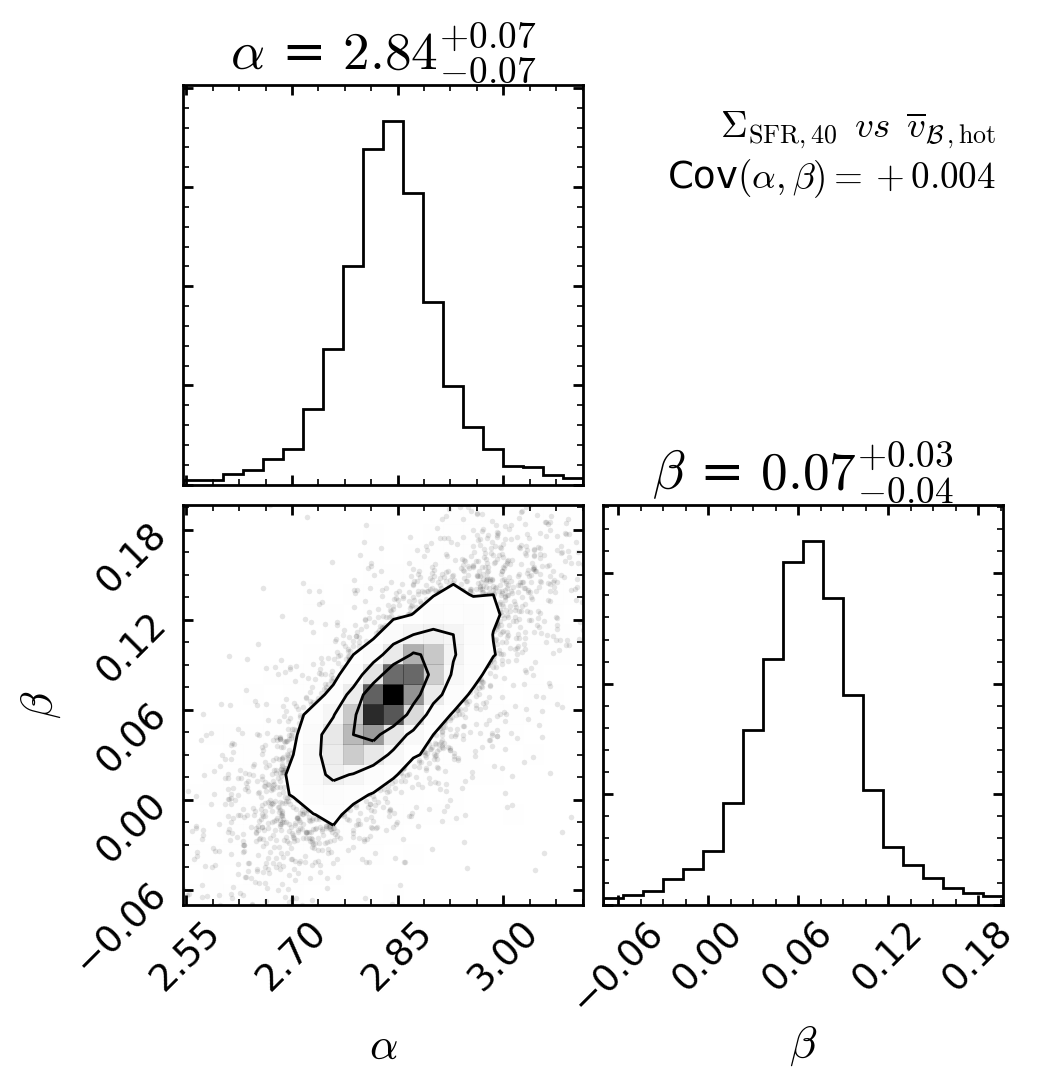 α = 2.84^{+0.07}_{−0.07}
Σ_{SFR, 40} vs v̅_{ℬ, hot}
Cov(α, β) = +0.004
β = 0.07^{+0.03}_{−0.04}
0.18
0.12
0.06
0.00
−0.06
β
2.55 2.70 2.85 3.00
α
−0.06 0.00 0.06 0.12 0.18
β